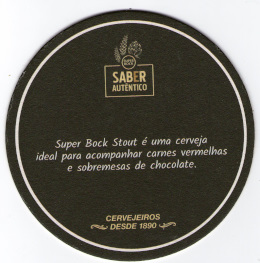 SABER
AUTÊNTICO
Super Bock Stout é uma cerveja
ideal para acompanhar carnes vermelhas
e sobremesas de chocolate.
CERVEJEIROS
DESDE 1890